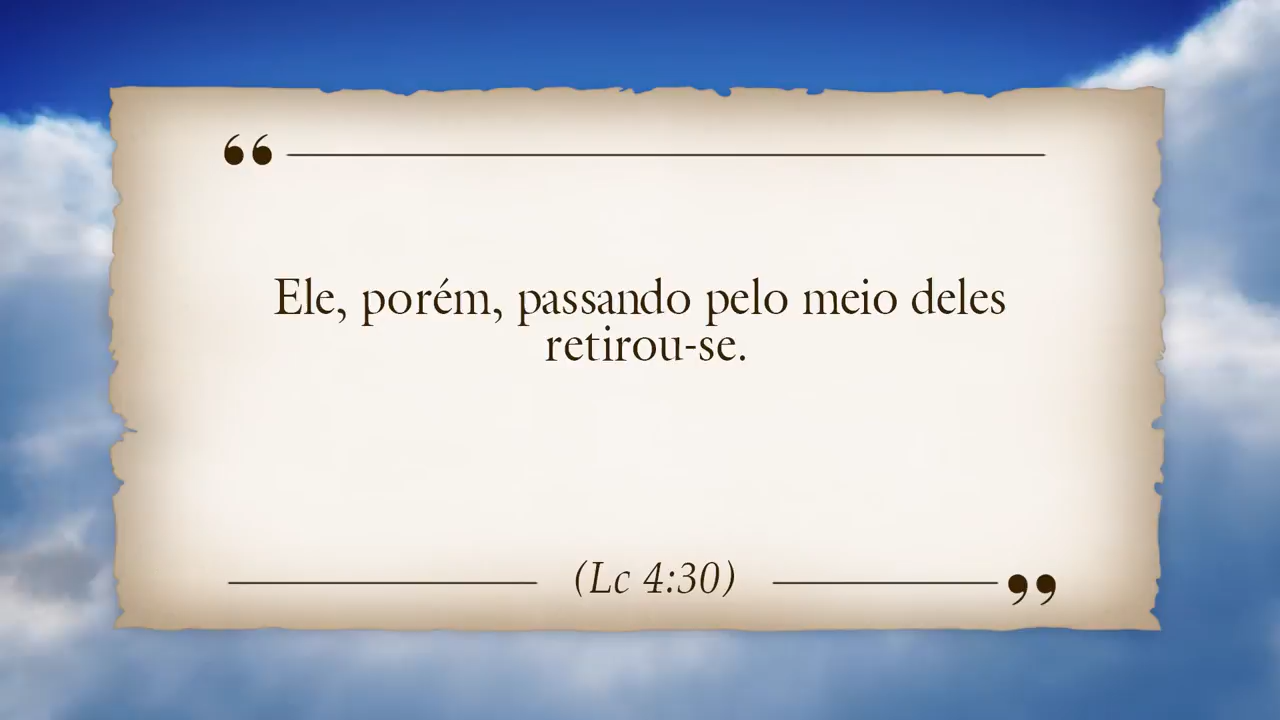 “
Ele, porém, passando pelo meio deles
retirou-se.
(Lc 4:30)
”